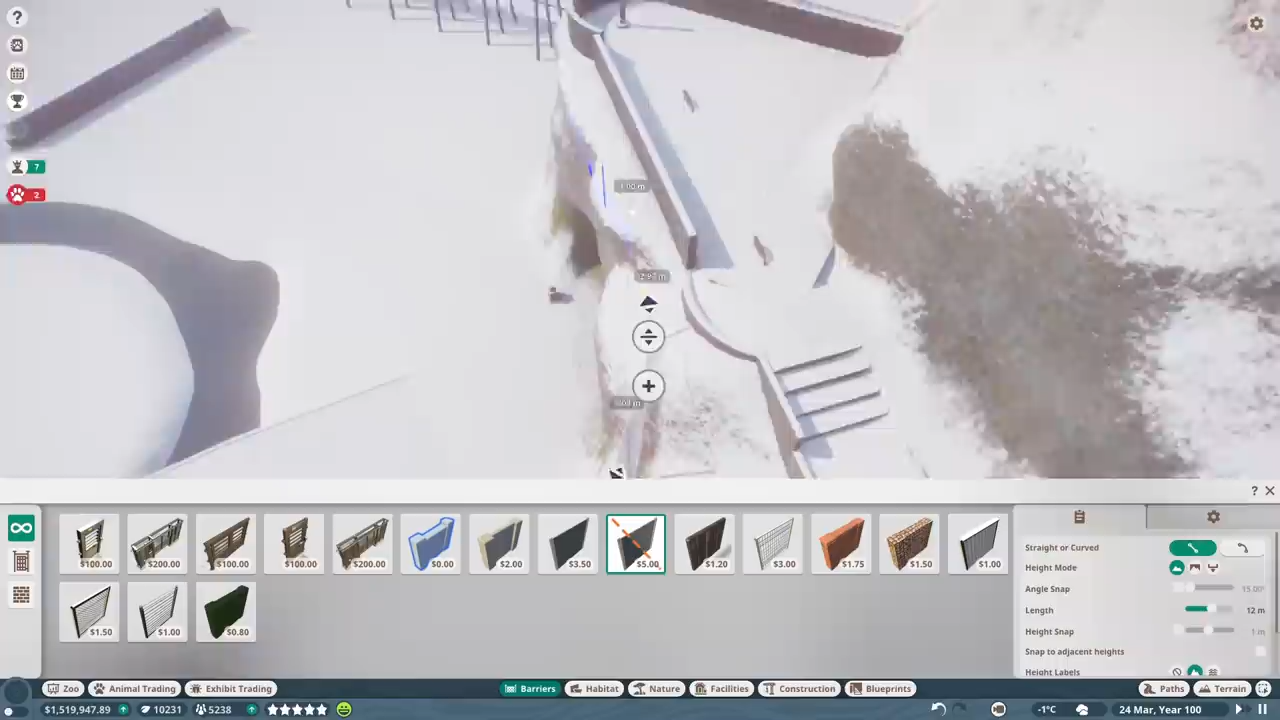 ?
7
2
1.00 m
? X
$100.00 $200.00 $100.00 $100.00 $200.00 $0.00 $2.00 $3.50 $5.00 $1.20 $3.00 $1.75 $1.50 $1.00
$1.50 $1.00 $0.80
Straight or Curved
Height Mode
Angle Snap 15.00°
Length 12 m
Height Snap 1 m
Snap to adjacent heights
Height Labels
Zoo Animal Trading Exhibit Trading Barriers Habitat Nature Facilities Construction Blueprints Paths Terrain
$1,519,947.89 10231 5238 -1°C 24 Mar, Year 100